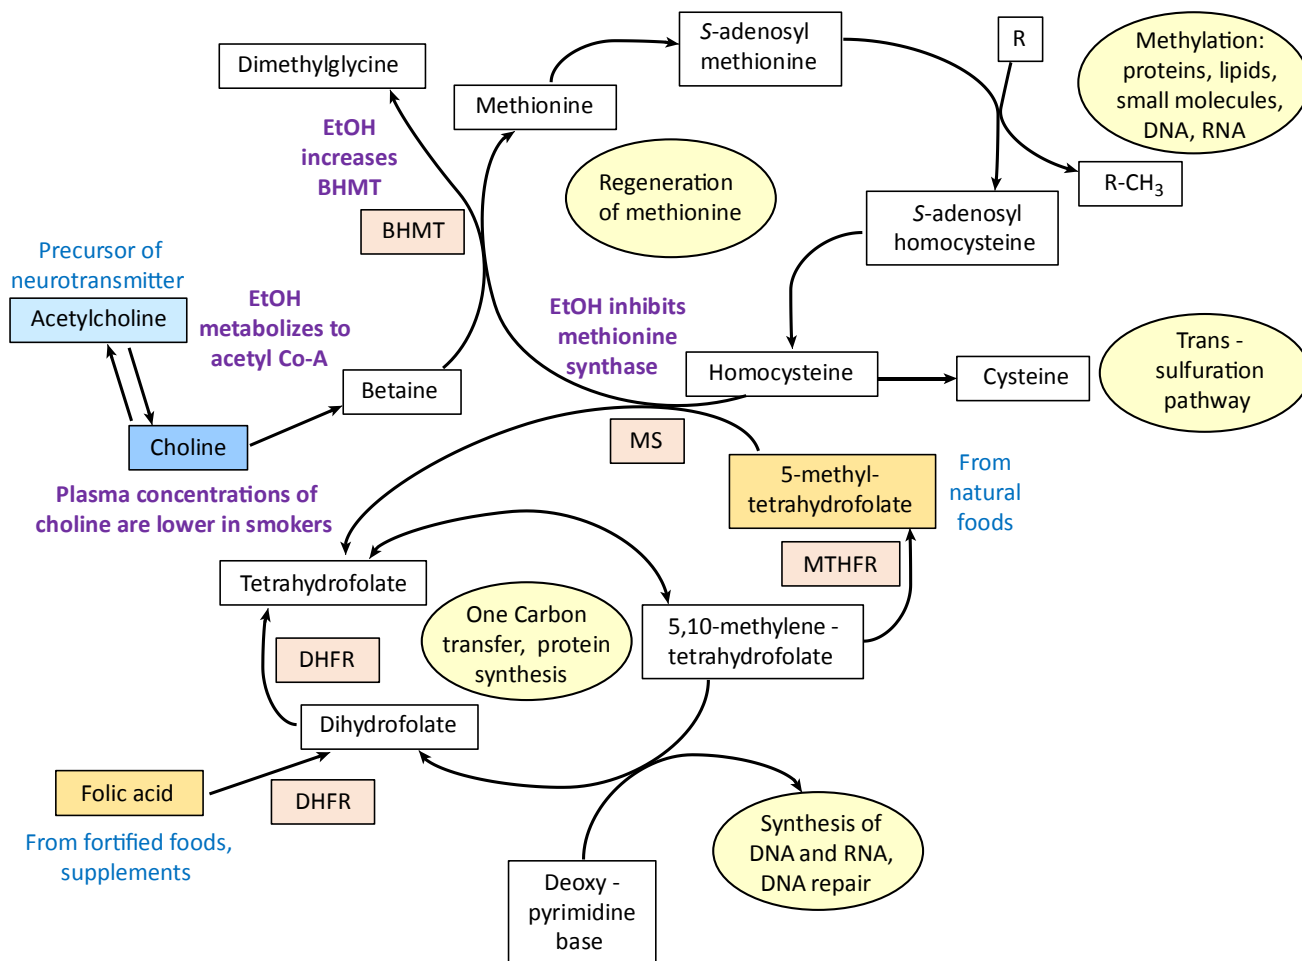 Dimethylglycine
Methionine
S-adenosyl
methionine
R
Methylation:
proteins, lipids,
small molecules,
DNA, RNA
EtOH
increases
BHMT
BHMT
Regeneration
of methionine
R-CH₃
S-adenosyl
homocysteine
Precursor of
neurotransmitter
Acetylcholine
EtOH
metabolizes to
acetyl Co-A
EtOH inhibits
methionine
synthase
Betaine
Homocysteine
Cysteine
Trans -
sulfuration
pathway
Choline
MS
Plasma concentrations of
choline are lower in smokers
5-methyl-
tetrahydrofolate
From
natural
foods
MTHFR
Tetrahydrofolate
One Carbon
transfer, protein
synthesis
5,10-methylene -
tetrahydrofolate
DHFR
Dihydrofolate
Folic acid
DHFR
From fortified foods,
supplements
Synthesis of
DNA and RNA,
DNA repair
Deoxy -
pyrimidine
base